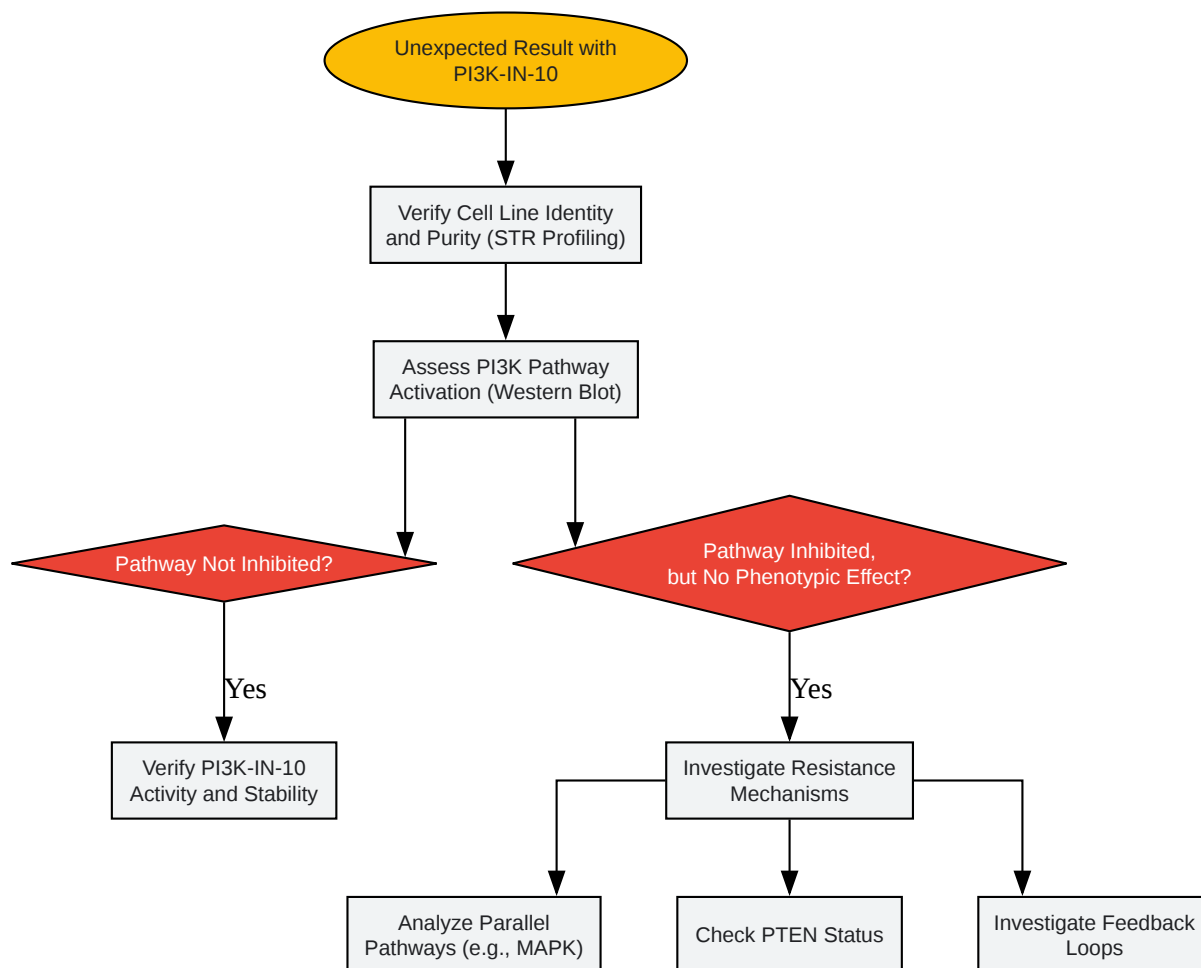 Unexpected Result with
PI3K-IN-10
Verify Cell Line Identity
and Purity (STR Profiling)
Assess PI3K Pathway
Activation (Western Blot)
Pathway Not Inhibited?
Pathway Inhibited,
but No Phenotypic Effect?
Yes
Yes
Verify PI3K-IN-10
Activity and Stability
Investigate Resistance
Mechanisms
Analyze Parallel
Pathways (e.g., MAPK)
Check PTEN Status
Investigate Feedback
Loops